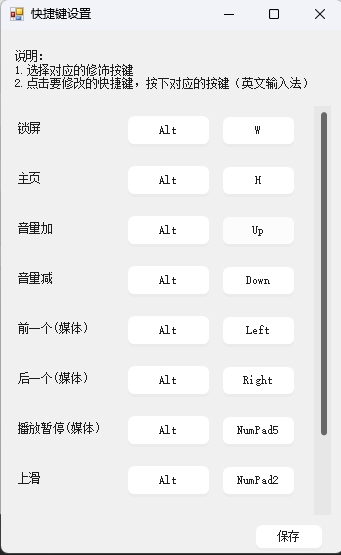 快捷键设置
说明:
1. 选择对应的修饰按键
2. 点击要修改的快捷键，按下对应的按键（英文输入法）
锁屏 Alt W
主页 Alt H
音量加 Alt Up
音量减 Alt Down
前一个(媒体) Alt Left
后一个(媒体) Alt Right
播放暂停(媒体) Alt NumPad5
上滑 Alt NumPad2
保存